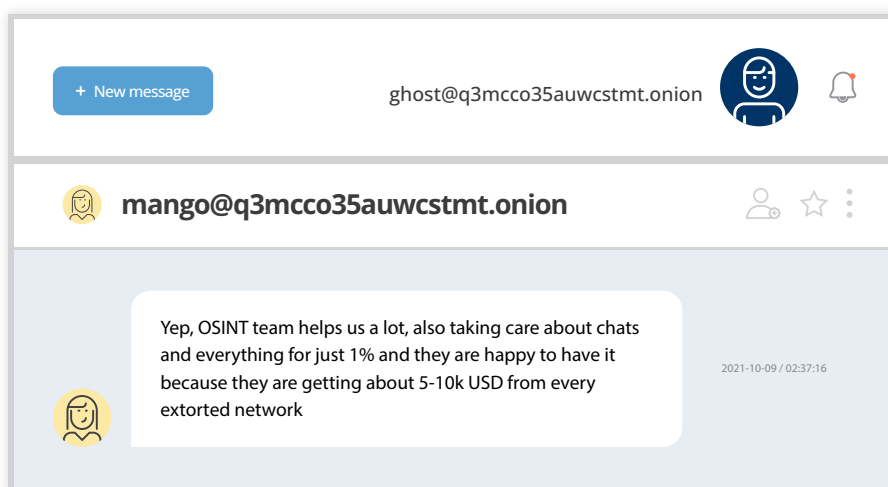 + New message
ghost@q3mcco35auwcstmt.onion
mango@q3mcco35auwcstmt.onion
Yep, OSINT team helps us a lot, also taking care about chats
and everything for just 1% and they are happy to have it
because they are getting about 5-10k USD from every
extorted network
2021-10-09 / 02:37:16